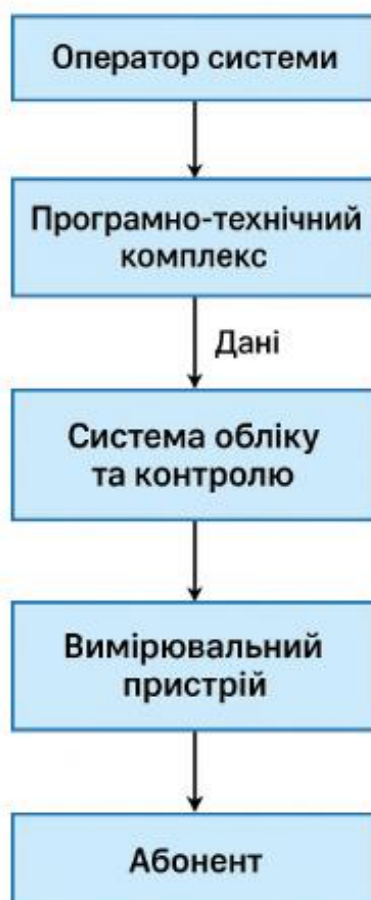 Оператор системи
Програмно-технічний
комплекс
Дані
Система обліку
та контролю
Вимірювальний
пристрій
Абонент